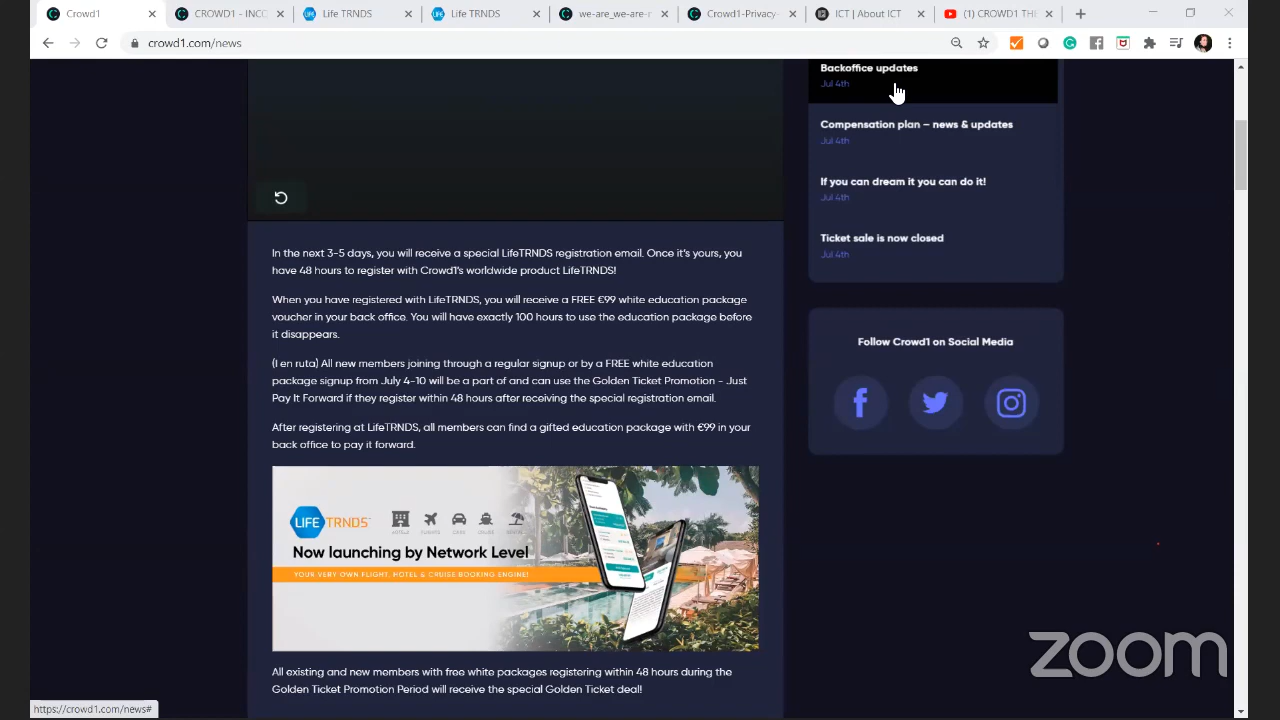 Crowd1
CROWD1 - INCC
Life TRNDS
Life TRNDS
we-are_we-are-r
Crowd1 Privacy
ICT | About ICT
(1) CROWD1 THE
crowd1.com/news
Backoffice updates
Jul 4th
Compensation plan – news & updates
Jul 4th
If you can dream it you can do it!
Jul 4th
Ticket sale is now closed
Jul 4th
In the next 3-5 days, you will receive a special LifeTRNDS registration email. Once it's yours, you
have 48 hours to register with Crowd1's worldwide product LifeTRNDS!
When you have registered with LifeTRNDS, you will receive a FREE €99 white education package
voucher in your back office. You will have exactly 100 hours to use the education package before
it disappears.
(I en ruta) All new members joining through a regular signup or by a FREE white education
package signup from July 4-10 will be a part of and can use the Golden Ticket Promotion - Just
Pay It Forward if they register within 48 hours after receiving the special registration email.
After registering at LifeTRNDS, all members can find a gifted education package with €99 in your
back office to pay it forward.
Follow Crowd1 on Social Media
LIFE TRNDS
HOTELS FLIGHTS CARS
Now launching by Network Level
YOUR VERY OWN FLIGHT, HOTEL & CRUISE BOOKING ENGINE!
All existing and new members with free white packages registering within 48 hours during the
Golden Ticket Promotion Period will receive the special Golden Ticket deal!
zoom
https://crowd1.com/news#